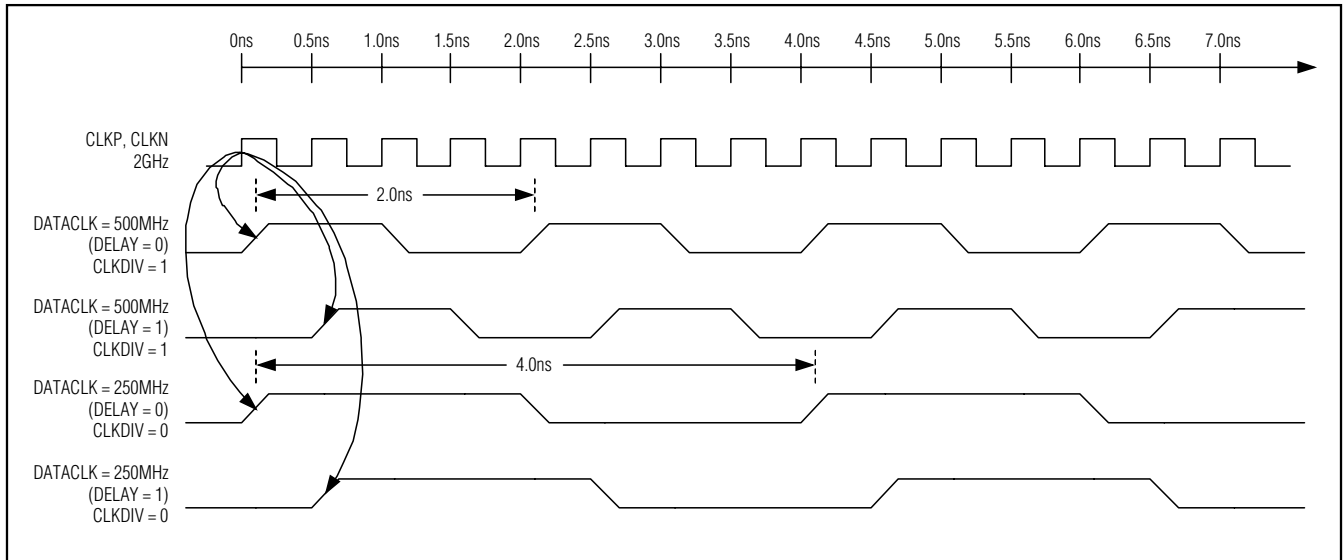 0ns 0.5ns 1.0ns 1.5ns 2.0ns 2.5ns 3.0ns 3.5ns 4.0ns 4.5ns 5.0ns 5.5ns 6.0ns 6.5ns 7.0ns
CLKP, CLKN
2GHz
2.0ns
DATACLK = 500MHz
(DELAY = 0)
CLKDIV = 1
DATACLK = 500MHz
(DELAY = 1)
CLKDIV = 1
4.0ns
DATACLK = 250MHz
(DELAY = 0)
CLKDIV = 0
DATACLK = 250MHz
(DELAY = 1)
CLKDIV = 0